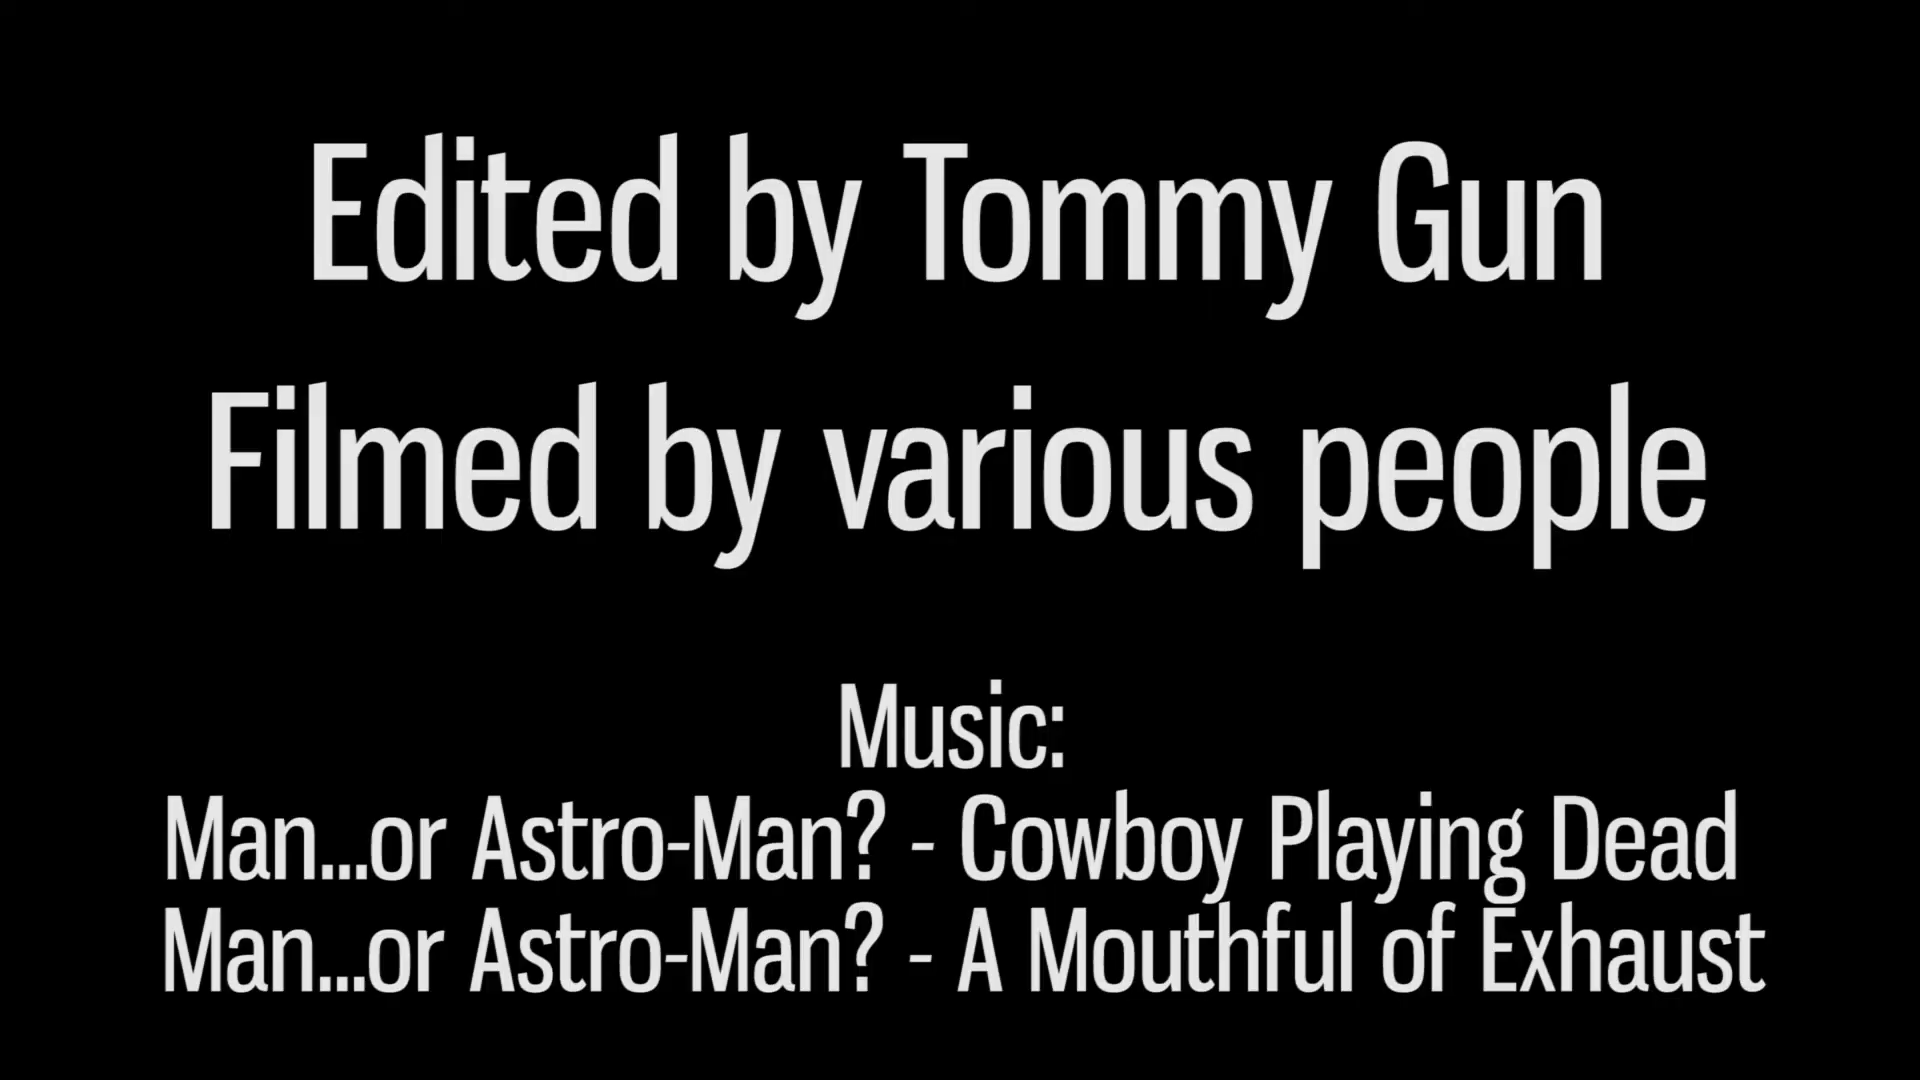 Edited by Tommy Gun
Filmed by various people
Music:
Man...or Astro-Man? - Cowboy Playing Dead
Man...or Astro-Man? - A Mouthful of Exhaust